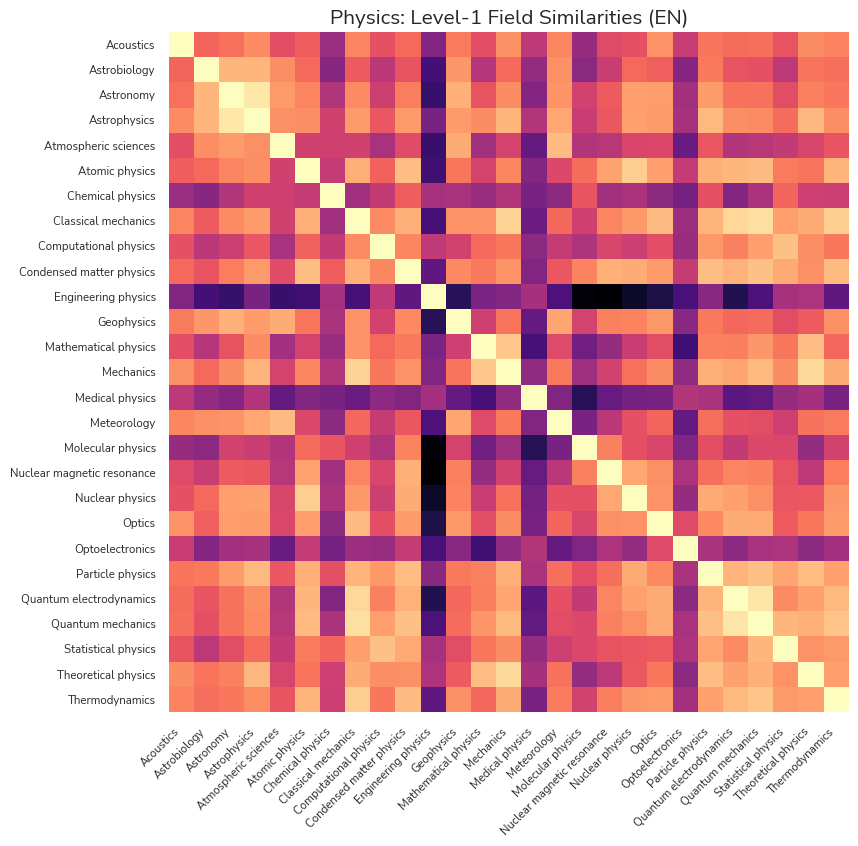 Physics: Level-1 Field Similarities (EN)
Acoustics
Astrobiology
Astronomy
Astrophysics
Atmospheric sciences
Atomic physics
Chemical physics
Classical mechanics
Computational physics
Condensed matter physics
Engineering physics
Geophysics
Mathematical physics
Mechanics
Medical physics
Meteorology
Molecular physics
Nuclear magnetic resonance
Nuclear physics
Optics
Optoelectronics
Particle physics
Quantum electrodynamics
Quantum mechanics
Statistical physics
Theoretical physics
Thermodynamics
Acoustics
Astrobiology
Astronomy
Astrophysics
Atmospheric sciences
Atomic physics
Chemical physics
Classical mechanics
Computational physics
Condensed matter physics
Engineering physics
Geophysics
Mathematical physics
Mechanics
Medical physics
Meteorology
Molecular physics
Nuclear magnetic resonance
Nuclear physics
Optics
Optoelectronics
Particle physics
Quantum electrodynamics
Quantum mechanics
Statistical physics
Theoretical physics
Thermodynamics